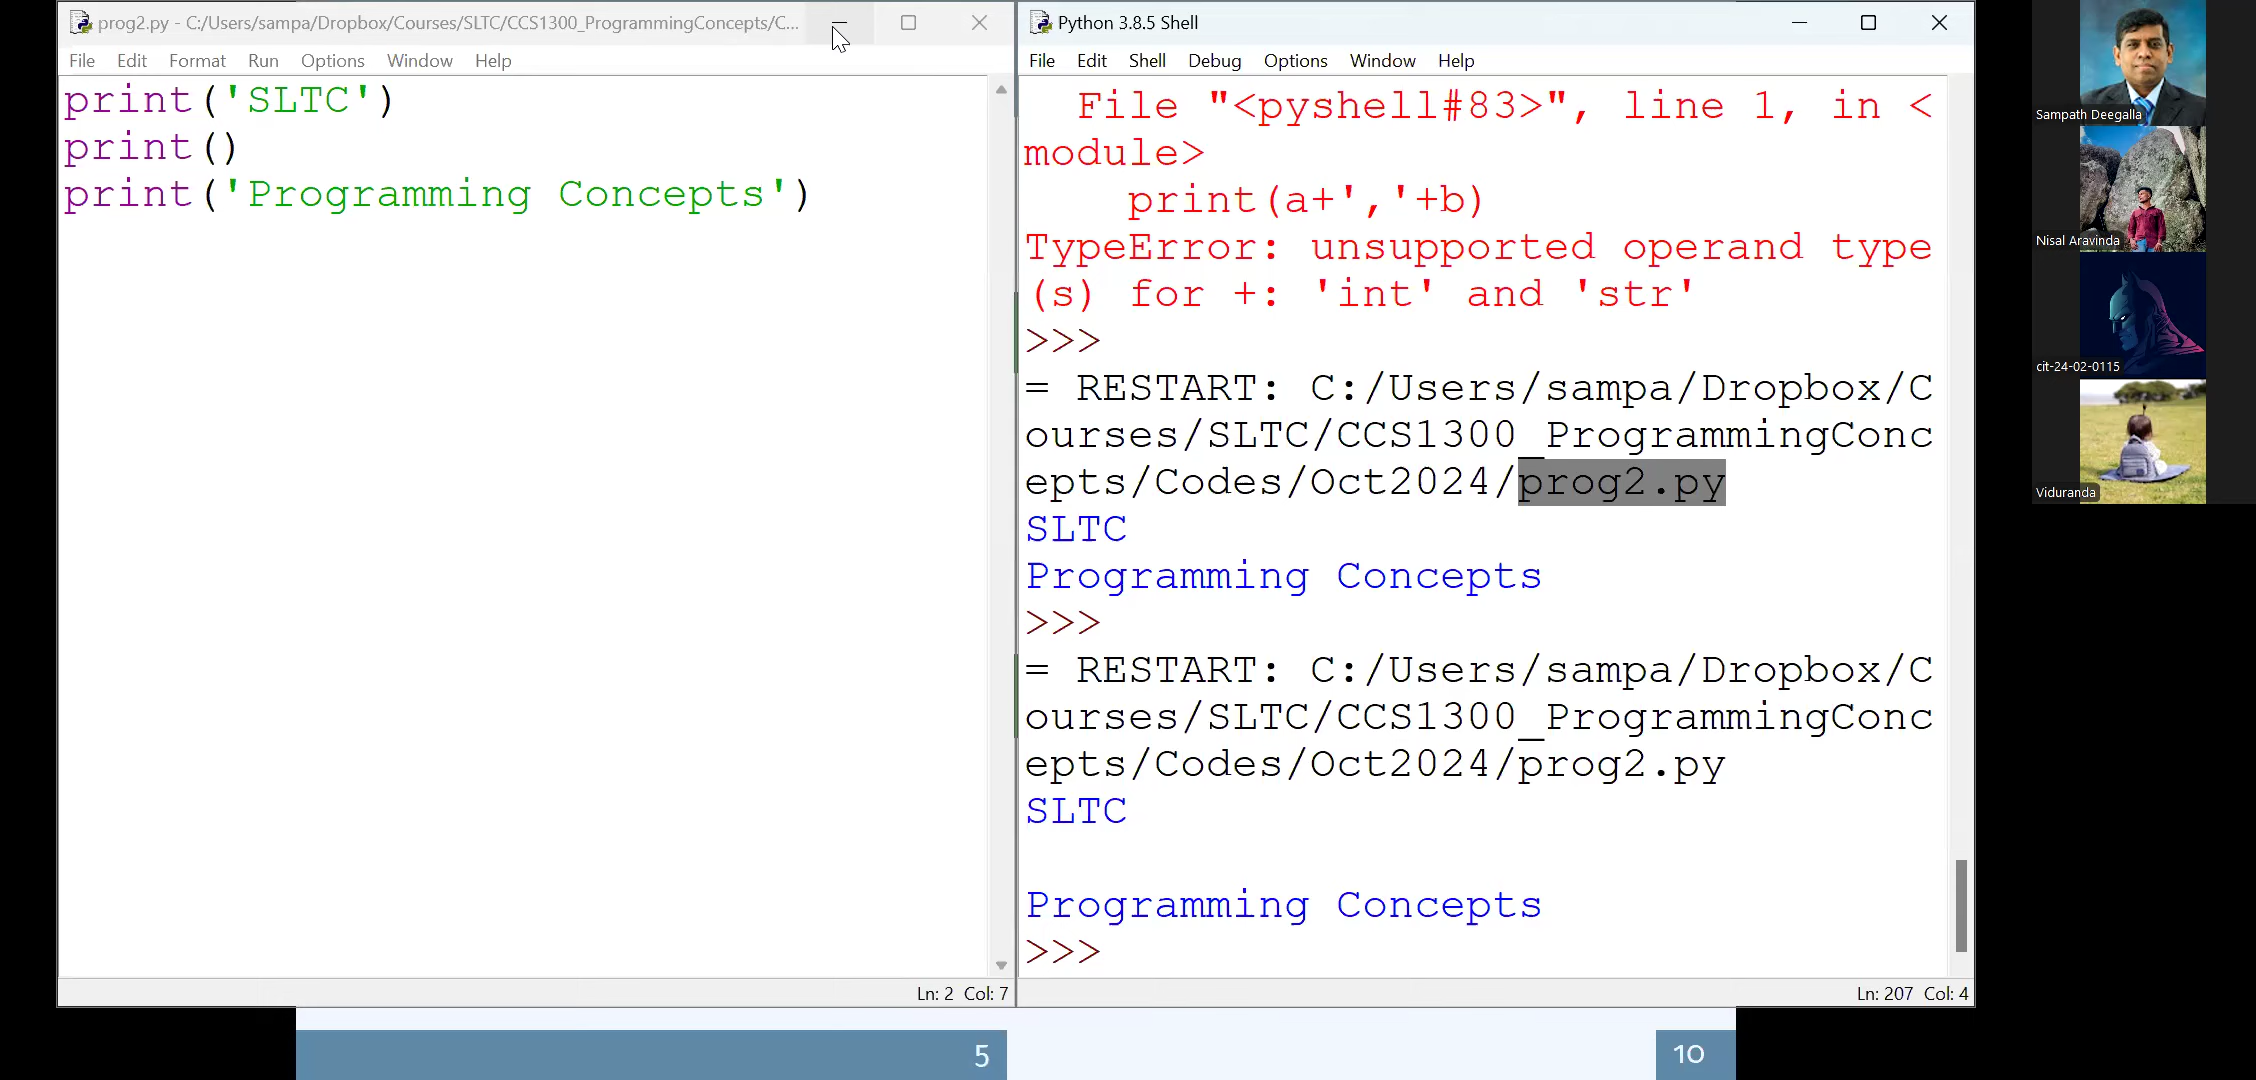 prog2.py - C:/Users/sampa/Dropbox/Courses/SLTC/CCS1300_ProgrammingConcepts/C...
File Edit Format Run Options Window Help
print('SLTC')
print()
print('Programming Concepts')
Ln: 2 Col: 7
Python 3.8.5 Shell
File Edit Shell Debug Options Window Help
File "<pyshell#83>", line 1, in <
module>
print(a+','+b)
TypeError: unsupported operand type
(s) for +: 'int' and 'str'
>>>
= RESTART: C:/Users/sampa/Dropbox/C
ourses/SLTC/CCS1300_ProgrammingConc
epts/Codes/Oct2024/prog2.py
SLTC
Programming Concepts
>>>
= RESTART: C:/Users/sampa/Dropbox/C
ourses/SLTC/CCS1300_ProgrammingConc
epts/Codes/Oct2024/prog2.py
SLTC
Programming Concepts
>>>
Ln: 207 Col: 4
5
10
Sampath Deegalla
Nisal Aravinda
cit-24-02-0115
Viduranda